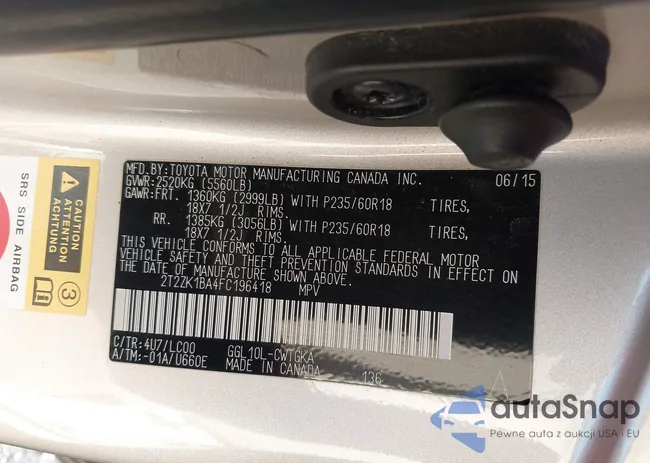 MFD.BY:TOYOTA MOTOR MANUFACTURING CANADA INC. 06/15
GVWR:2520KG (5560LB)
GAWR:FRT. 1360KG (2999LB) WITH P235/60R18 TIRES,
18X7 1/2J RIMS.
RR. 1385KG (3056LB) WITH P235/60R18 TIRES,
18X7 1/2J RIMS.
THIS VEHICLE CONFORMS TO ALL APPLICABLE FEDERAL MOTOR
VEHICLE SAFETY AND THEFT PREVENTION STANDARDS IN EFFECT ON
THE DATE OF MANUFACTURE SHOWN ABOVE.
2T2ZK1BA4FC196418 MPV
C/TR:4U7/LC00 GGL10L-CWTGKA
A/TM:-01A/U660E MADE IN CANADA 136
SRS SIDE AIRBAG
3
autaSnap
Pewne auta z aukcji USA · EU